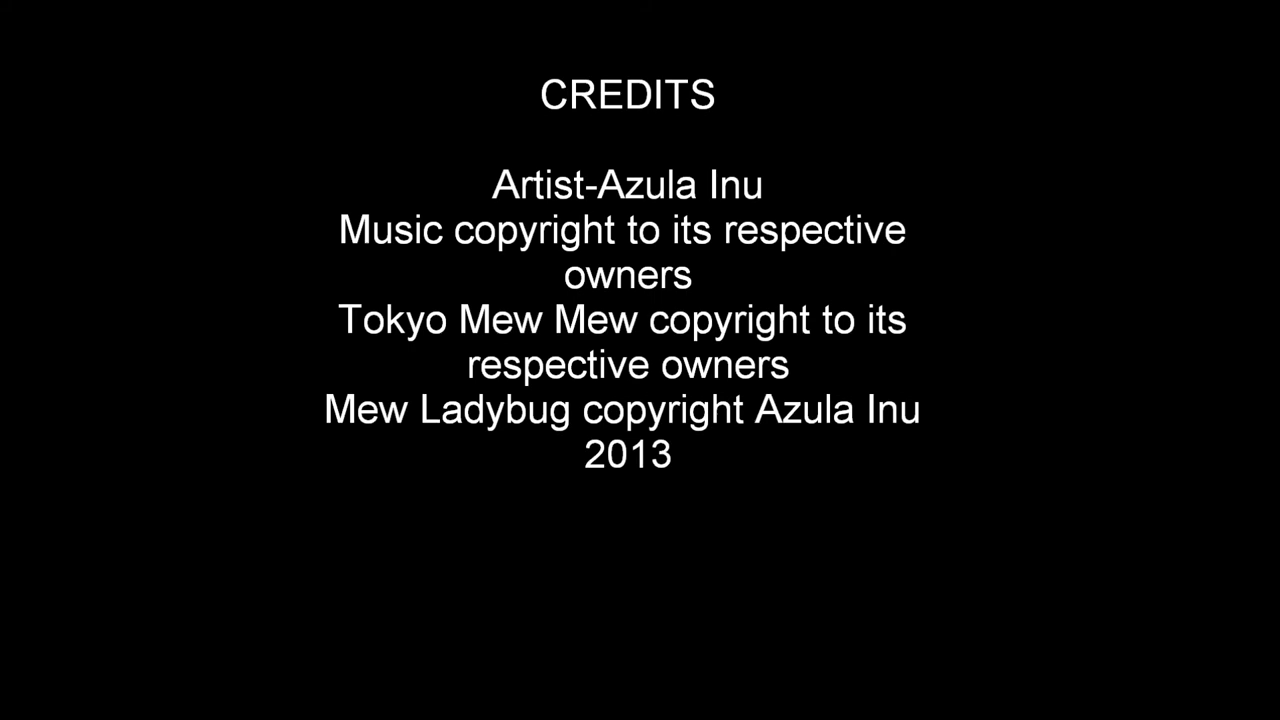 CREDITS
Artist-Azula Inu
Music copyright to its respective
owners
Tokyo Mew Mew copyright to its
respective owners
Mew Ladybug copyright Azula Inu
2013